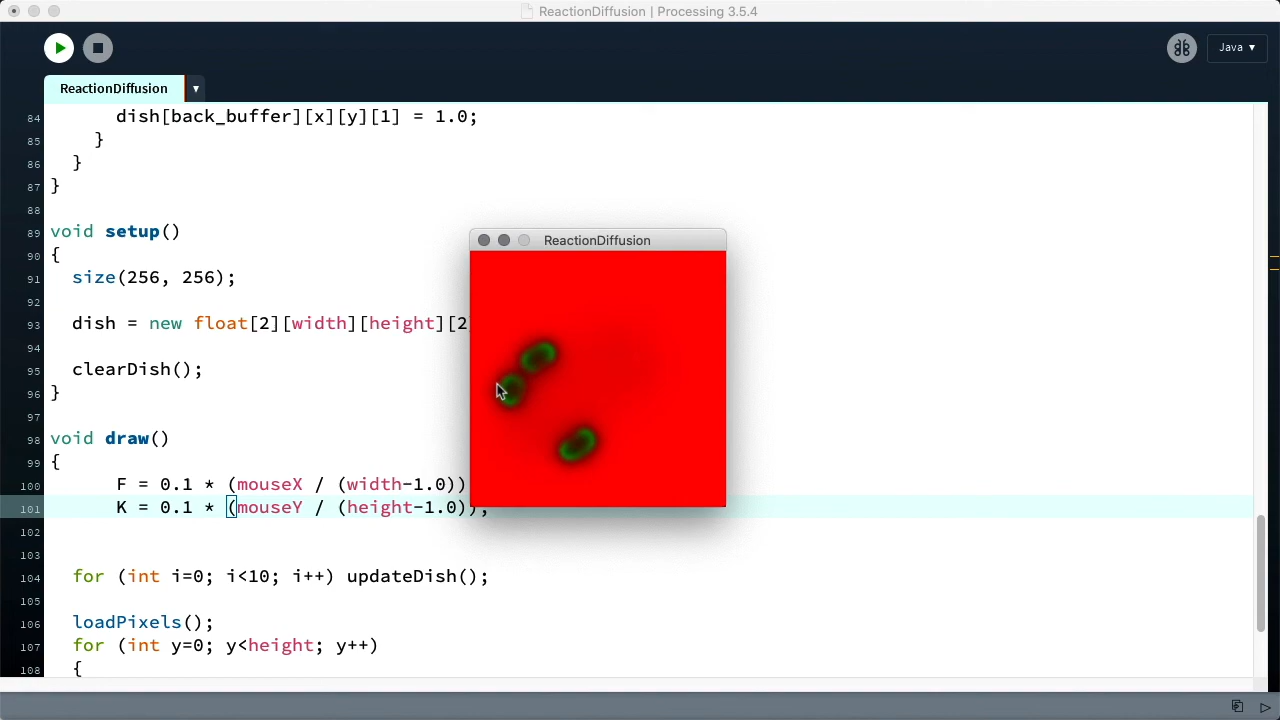 ReactionDiffusion | Processing 3.5.4
Java ▼
ReactionDiffusion ▼
84 dish[back_buffer][x][y][1] = 1.0;
85 }
86 }
87 }
88
89 void setup()
90 {
91 size(256, 256);
92
93 dish = new float[2][width][height][2
94
95 clearDish();
96 }
97
98 void draw()
99 {
100 F = 0.1 * (mouseX / (width-1.0))
101 K = 0.1 * (mouseY / (height-1.0));
102
103
104 for (int i=0; i<10; i++) updateDish();
105
106 loadPixels();
107 for (int y=0; y<height; y++)
108 {
ReactionDiffusion